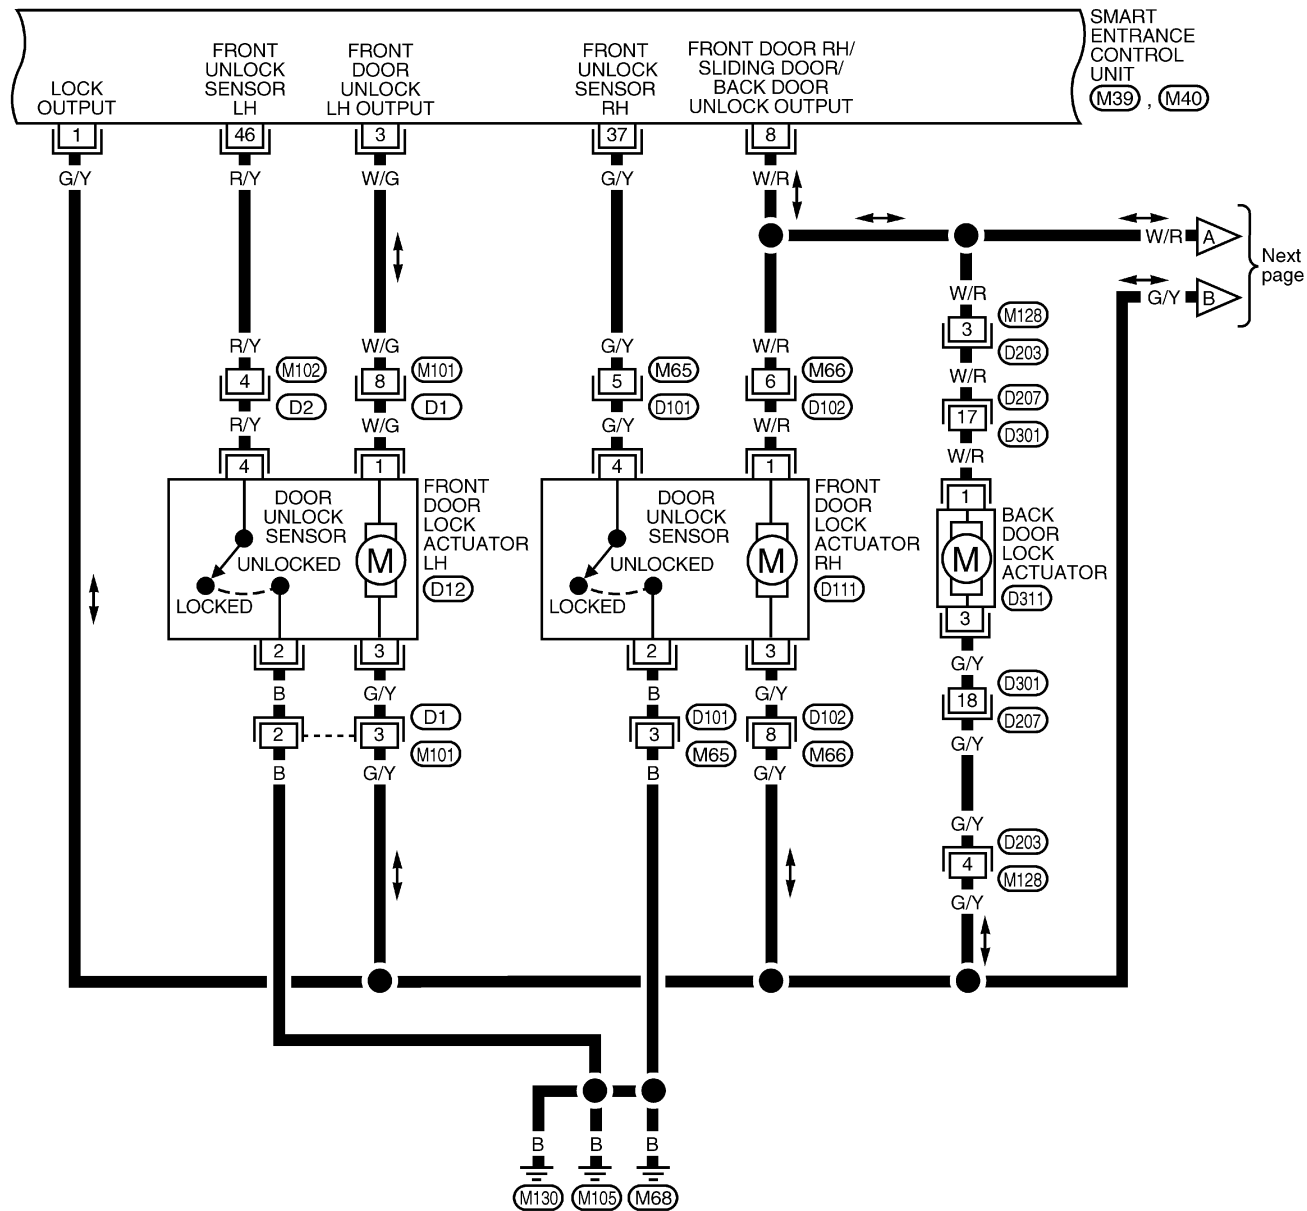 SMART
ENTRANCE
CONTROL
UNIT
M39 , M40
LOCK
OUTPUT
FRONT
UNLOCK
SENSOR
LH
FRONT
DOOR
UNLOCK
LH OUTPUT
FRONT
UNLOCK
SENSOR
RH
FRONT DOOR RH/
SLIDING DOOR/
BACK DOOR
UNLOCK OUTPUT
1 46 3 37 8
G/Y R/Y W/G G/Y W/R
W/R A
G/Y B
Next
page
W/R
3 M128
D203
R/Y W/G G/Y W/R W/R
4 M102 8 M101 5 M65 6 M66
D2 D1 D101 D102
17 D207
D301
R/Y W/G G/Y W/R W/R
4 1 4 1 1
DOOR
UNLOCK
SENSOR
UNLOCKED
LOCKED
M
FRONT
DOOR
LOCK
ACTUATOR
LH
D12
DOOR
UNLOCK
SENSOR
UNLOCKED
LOCKED
M
FRONT
DOOR
LOCK
ACTUATOR
RH
D111
M
BACK
DOOR
LOCK
ACTUATOR
D311
2 3 2 3 3
B G/Y B G/Y G/Y
2 3 D1 3 D101 8 D102 18 D301
M101 M65 M66 D207
B G/Y B G/Y G/Y
G/Y
4 D203
M128
G/Y
B B B
M130 M105 M68